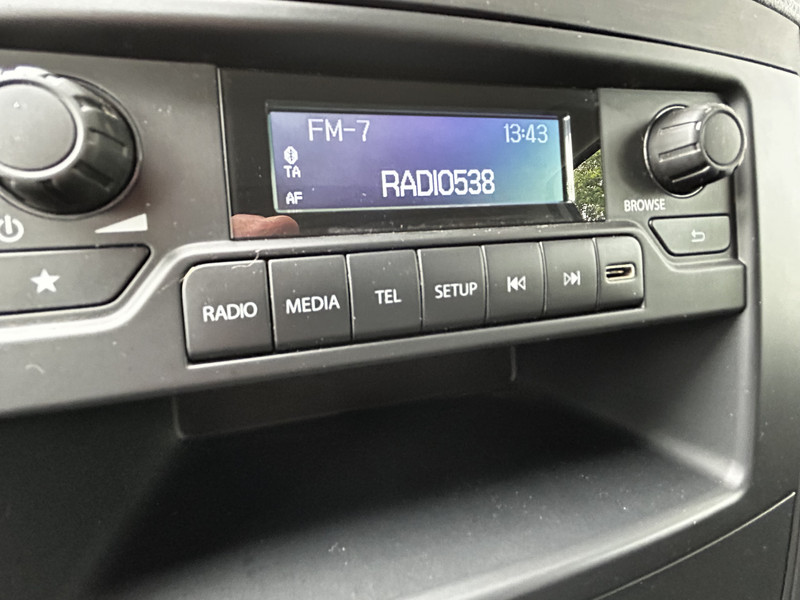 FM-7 13:43
TA
AF RADIO538
BROWSE
RADIO MEDIA TEL SETUP